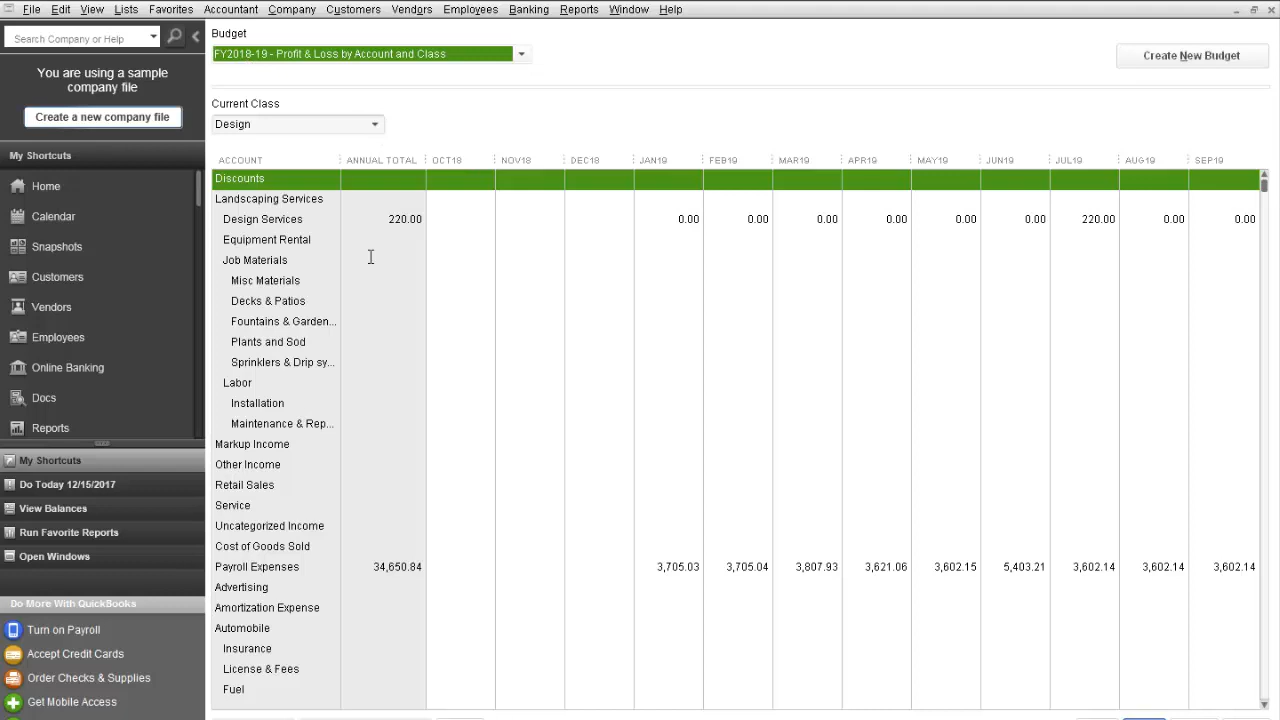 File Edit View Lists Favorites Accountant Company Customers Vendors Employees Banking Reports Window Help
Search Company or Help
You are using a sample
company file
Create a new company file
My Shortcuts
Home
Calendar
Snapshots
Customers
Vendors
Employees
Online Banking
Docs
Reports
My Shortcuts
Do Today 12/15/2017
View Balances
Run Favorite Reports
Open Windows
Do More With QuickBooks
Turn on Payroll
Accept Credit Cards
Order Checks & Supplies
Get Mobile Access
Budget
FY2018-19 - Profit & Loss by Account and Class
Create New Budget
Current Class
Design
ACCOUNT ANNUAL TOTAL OCT18 NOV18 DEC18 JAN19 FEB19 MAR19 APR19 MAY19 JUN19 JUL19 AUG19 SEP19
Discounts
Landscaping Services
Design Services 220.00 0.00 0.00 0.00 0.00 0.00 0.00 220.00 0.00 0.00
Equipment Rental
Job Materials
Misc Materials
Decks & Patios
Fountains & Garden...
Plants and Sod
Sprinklers & Drip sy...
Labor
Installation
Maintenance & Rep...
Markup Income
Other Income
Retail Sales
Service
Uncategorized Income
Cost of Goods Sold
Payroll Expenses 34,650.84 3,705.03 3,705.04 3,807.93 3,621.06 3,602.15 5,403.21 3,602.14 3,602.14 3,602.14
Advertising
Amortization Expense
Automobile
Insurance
License & Fees
Fuel